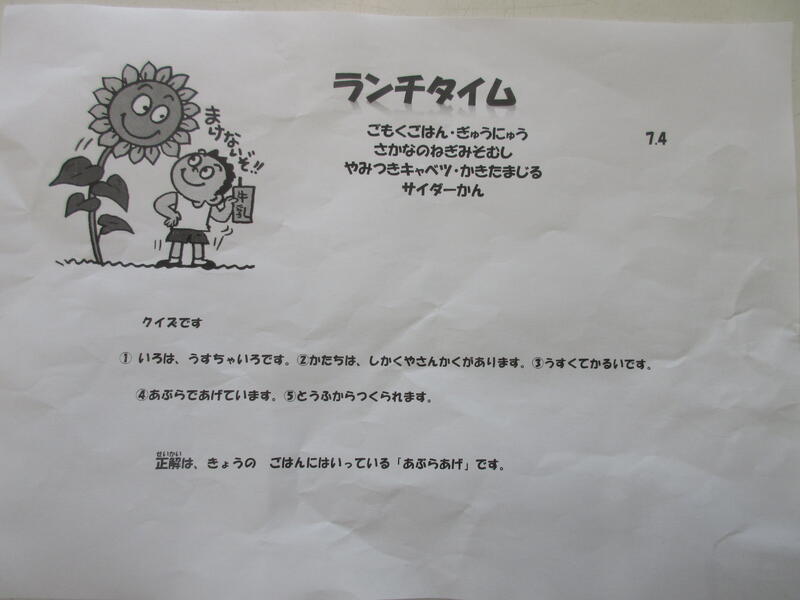 ランチタイム
ごもくごはん・ぎゅうにゅう
さかなのねぎみそむし
やみつきキャベツ・かきたまじる
サイダーかん
7.4
まけないぞ!!
牛乳
クイズです
① いろは、うすちゃいろです。②かたちは、しかくやさんかくがあります。③うすくてかるいです。
④あぶらであげています。⑤とうふからつくられます。
せいかい
正解は、きょうの　ごはんにはいっている「あぶらあげ」です。